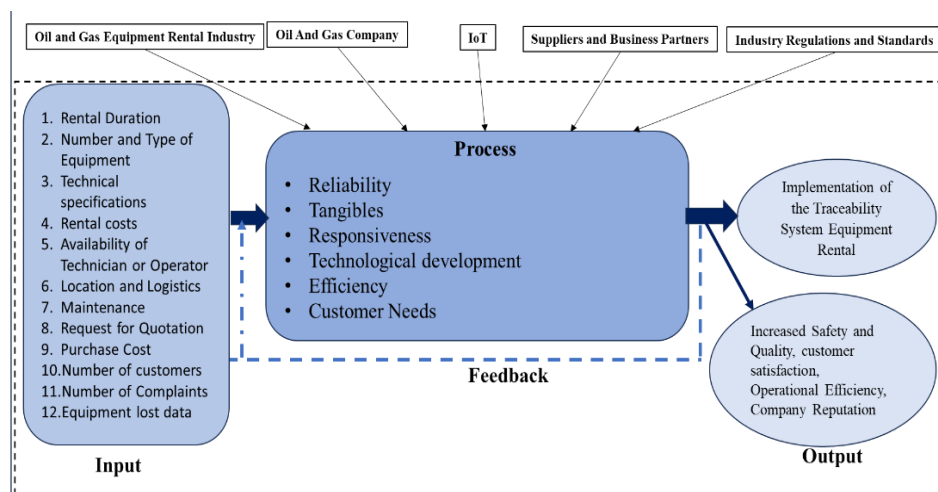 Oil and Gas Equipment Rental Industry
Oil And Gas Company
IoT
Suppliers and Business Partners
Industry Regulations and Standards
1. Rental Duration
2. Number and Type of
Equipment
3. Technical
specifications
4. Rental costs
5. Availability of
Technician or Operator
6. Location and Logistics
7. Maintenance
8. Request for Quotation
9. Purchase Cost
10.Number of customers
11.Number of Complaints
12.Equipment lost data
Input
Process
• Reliability
• Tangibles
• Responsiveness
• Technological development
• Efficiency
• Customer Needs
Feedback
Implementation of
the Traceability
System Equipment
Rental
Increased Safety and
Quality, customer
satisfaction,
Operational Efficiency,
Company Reputation
Output